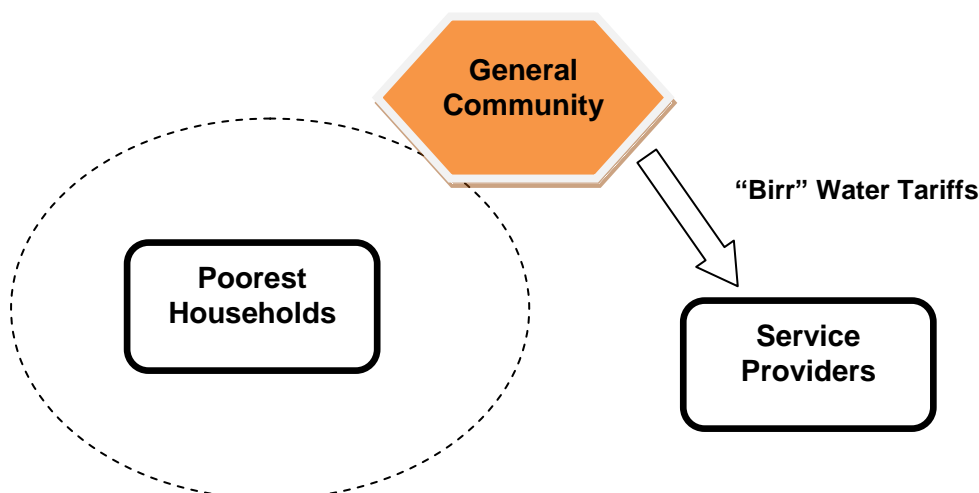 General
Community
“Birr” Water Tariffs
Poorest
Households
Service
Providers